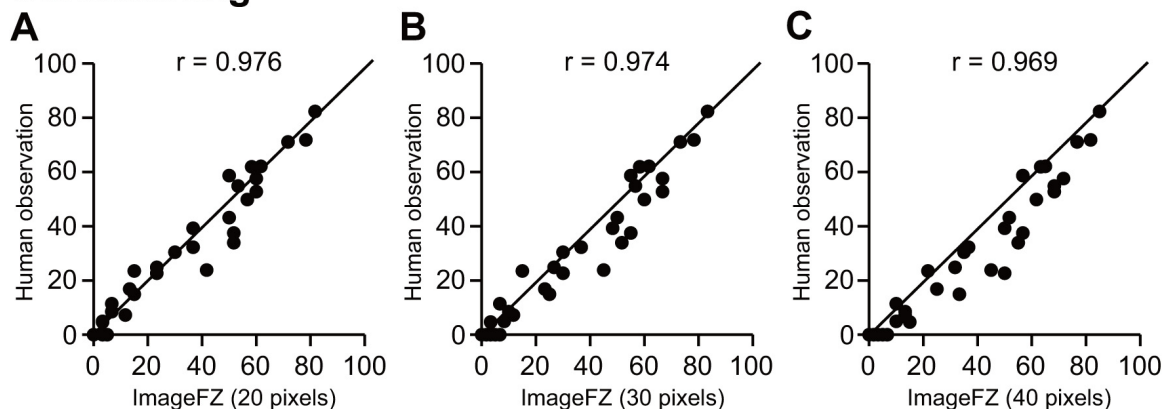 A
B
C
r = 0.976
r = 0.974
r = 0.969
Human observation
100
80
60
40
20
0
0 20 40 60 80 100
ImageFZ (20 pixels)
Human observation
100
80
60
40
20
0
0 20 40 60 80 100
ImageFZ (30 pixels)
Human observation
100
80
60
40
20
0
0 20 40 60 80 100
ImageFZ (40 pixels)